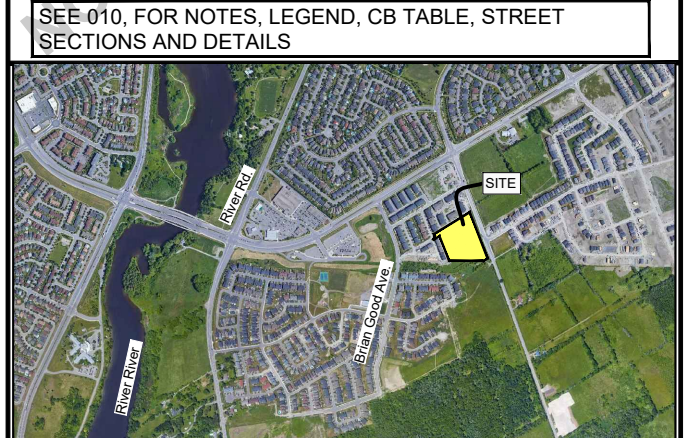 SEE 010, FOR NOTES, LEGEND, CB TABLE, STREET
SECTIONS AND DETAILS
River Rd.
SITE
Brian Good Ave.
River River